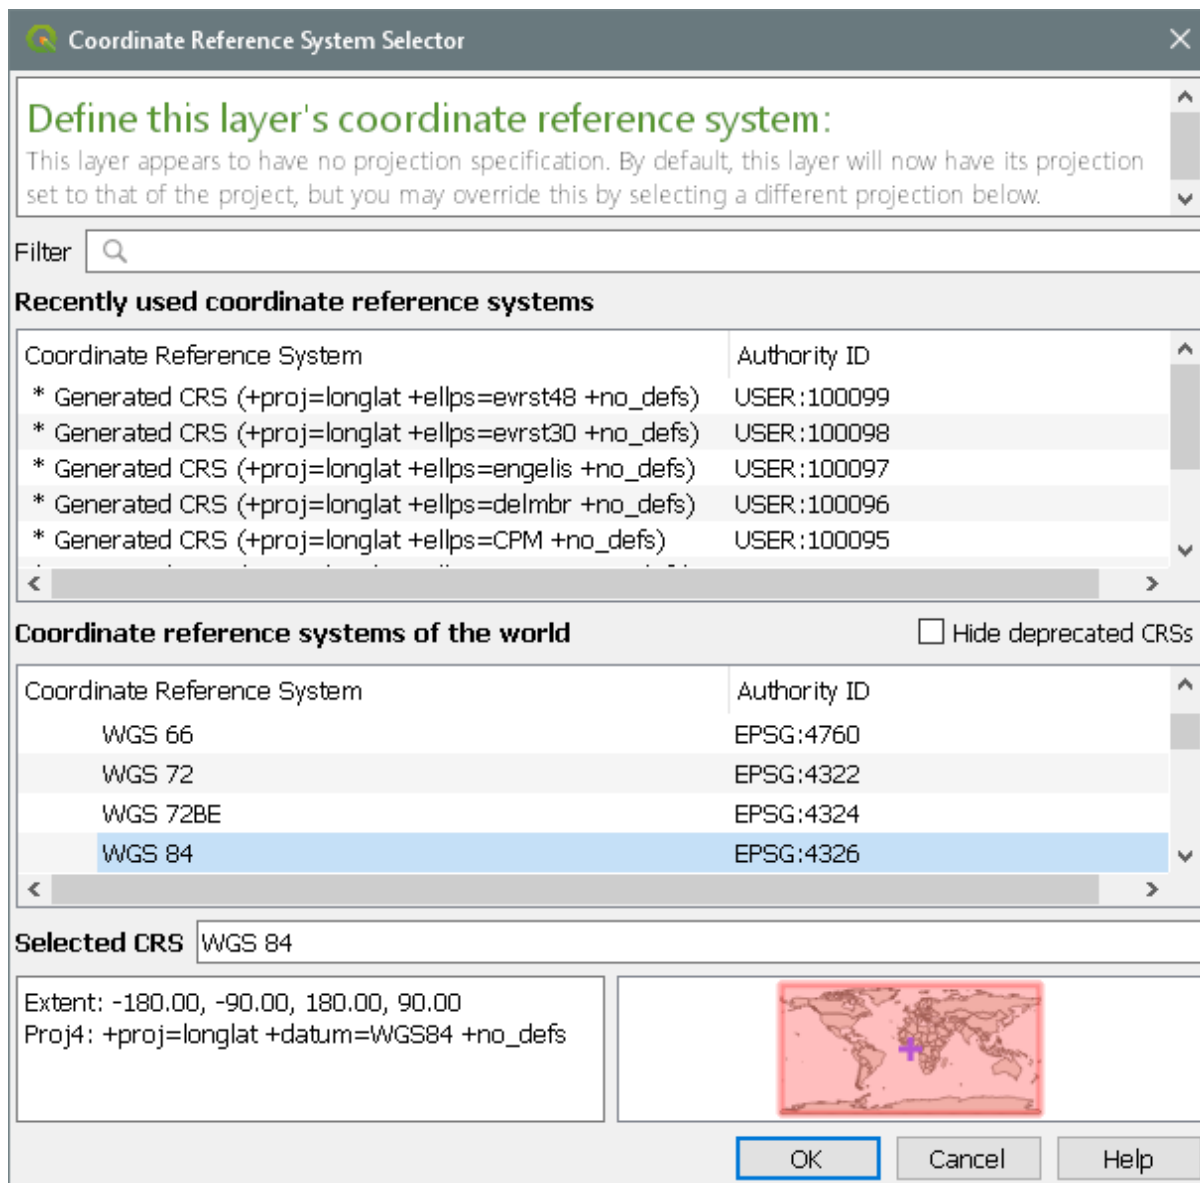 Coordinate Reference System Selector
Define this layer's coordinate reference system:
This layer appears to have no projection specification. By default, this layer will now have its projection
set to that of the project, but you may override this by selecting a different projection below.
Filter
Recently used coordinate reference systems
Coordinate Reference System Authority ID
* Generated CRS (+proj=longlat +ellps=evrst48 +no_defs) USER:100099
* Generated CRS (+proj=longlat +ellps=evrst30 +no_defs) USER:100098
* Generated CRS (+proj=longlat +ellps=engelis +no_defs) USER:100097
* Generated CRS (+proj=longlat +ellps=delmbr +no_defs) USER:100096
* Generated CRS (+proj=longlat +ellps=CPM +no_defs) USER:100095
Coordinate reference systems of the world Hide deprecated CRSs
Coordinate Reference System Authority ID
WGS 66 EPSG:4760
WGS 72 EPSG:4322
WGS 72BE EPSG:4324
WGS 84 EPSG:4326
Selected CRS WGS 84
Extent: -180.00, -90.00, 180.00, 90.00
Proj4: +proj=longlat +datum=WGS84 +no_defs
OK Cancel Help